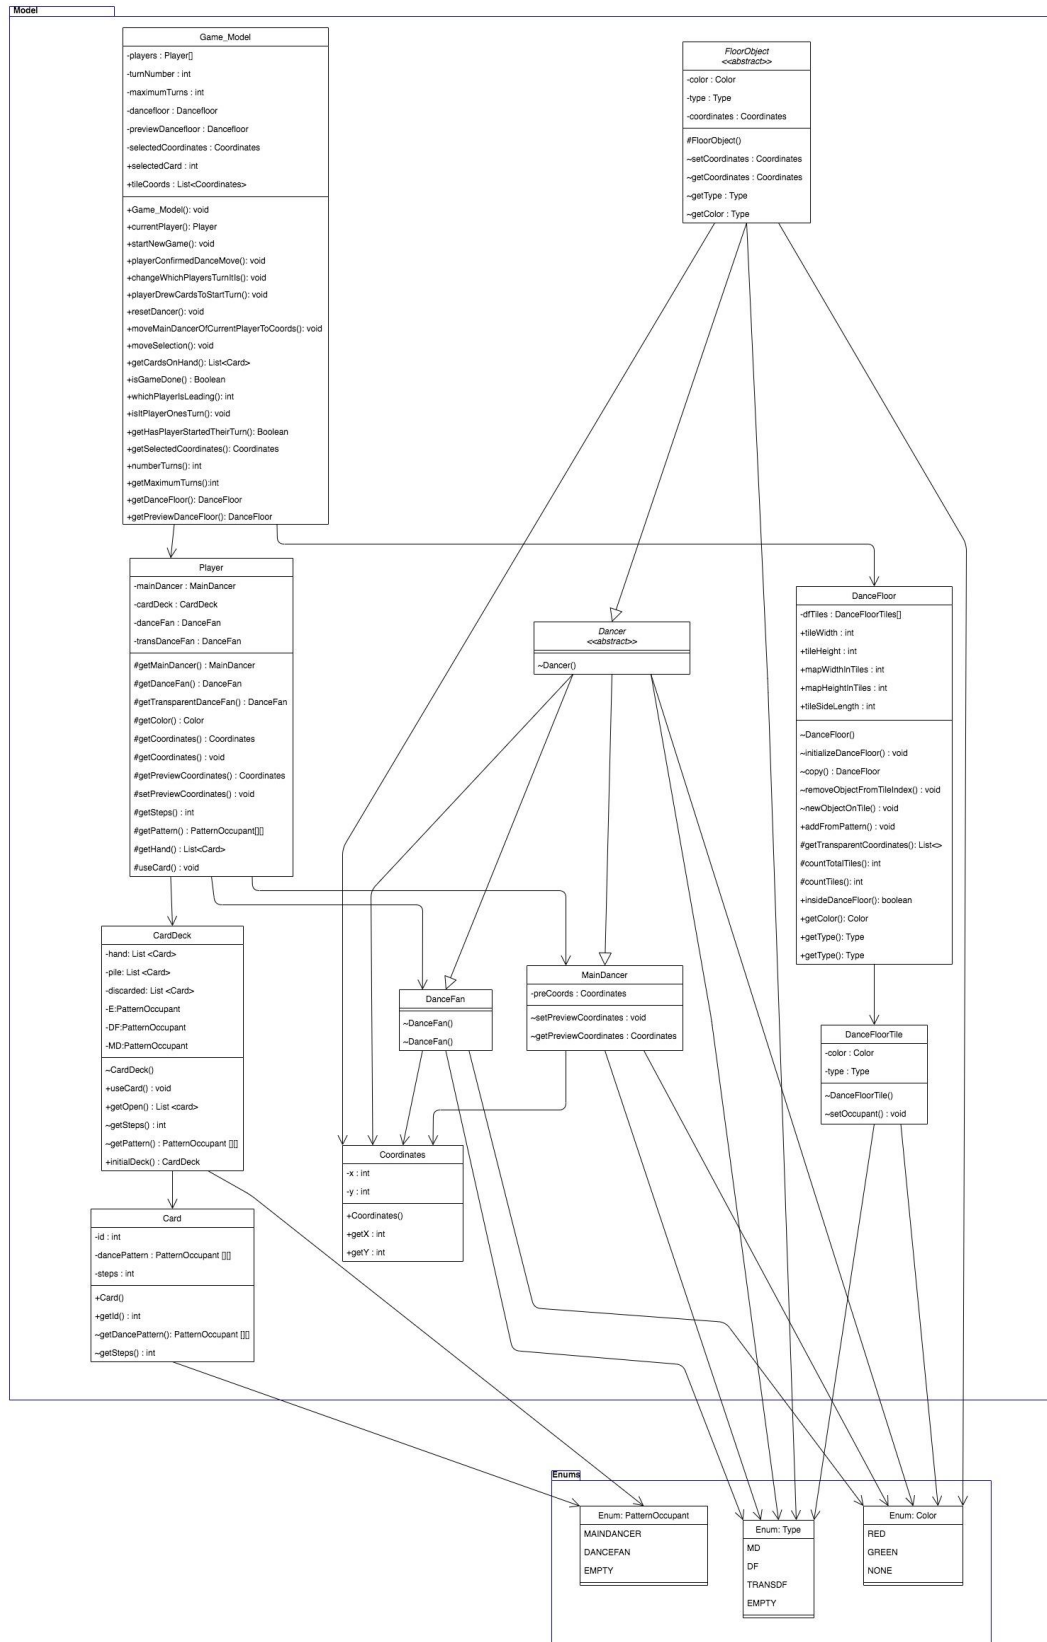 Model
Game_Model
-players : Player[]
-turnNumber : int
-maximumTurns : int
-dancefloor : Dancefloor
-previewDancefloor : Dancefloor
-selectedCoordinates : Coordinates
+selectedCard : int
+tileCoords : List<Coordinates>
+Game_Model(): void
+currentPlayer(): Player
+startNewGame(): void
+playerConfirmedDanceMove(): void
+changeWhichPlayersTurnItIs(): void
+playerDrewCardsToStartTurn(): void
+resetDancer(): void
+moveMainDancerOfCurrentPlayerToCoords(): void
+moveSelection(): void
+getCardsOnHand(): List<Card>
+isGameDone() : Boolean
+whichPlayerIsLeading(): int
+isItPlayerOnesTurn(): void
+getHasPlayerStartedTheirTurn(): Boolean
+getSelectedCoordinates(): Coordinates
+numberTurns(): int
+getMaximumTurns():int
+getDanceFloor(): DanceFloor
+getPreviewDanceFloor(): DanceFloor
FloorObject
<<abstract>>
-color : Color
-type : Type
-coordinates : Coordinates
#FloorObject()
~setCoordinates : Coordinates
~getCoordinates : Coordinates
~getType : Type
~getColor : Type
Player
-mainDancer : MainDancer
-cardDeck : CardDeck
-danceFan : DanceFan
-transDanceFan : DanceFan
#getMainDancer() : MainDancer
#getDanceFan() : DanceFan
#getTransparentDanceFan() : DanceFan
#getColor() : Color
#getCoordinates() : Coordinates
#getCoordinates() : void
#getPreviewCoordinates() : Coordinates
#setPreviewCoordinates() : void
#getSteps() : int
#getPattern() : PatternOccupant[][]
#getHand() : List<Card>
#useCard() : void
Dancer
<<abstract>>
~Dancer()
DanceFloor
-dfTiles : DanceFloorTiles[]
+tileWidth : int
+tileHeight : int
+mapWidthInTiles : int
+mapHeightInTiles : int
+tileSideLength : int
~DanceFloor()
~initializeDanceFloor() : void
~copy() : DanceFloor
~removeObjectFromTileIndex() : void
~newObjectOnTile() : void
+addFromPattern() : void
#getTransparentCoordinates(): List<>
#countTotalTiles(): int
#countTiles(): int
+insideDanceFloor(): boolean
+getColor(): Color
+getType(): Type
+getType(): Type
CardDeck
-hand: List <Card>
-pile: List <Card>
-discarded: List <Card>
-E:PatternOccupant
-DF:PatternOccupant
-MD:PatternOccupant
~CardDeck()
+useCard() : void
+getOpen() : List <card>
~getSteps() : int
~getPattern() : PatternOccupant [][]
+initialDeck() : CardDeck
DanceFan
~DanceFan()
~DanceFan()
MainDancer
-preCoords : Coordinates
~setPreviewCoordinates : void
~getPreviewCoordinates : Coordinates
DanceFloorTile
-color : Color
-type : Type
~DanceFloorTile()
~setOccupant() : void
Coordinates
-x : int
-y : int
+Coordinates()
+getX : int
+getY : int
Card
-id : int
-dancePattern : PatternOccupant [][]
-steps : int
+Card()
+getId() : int
~getDancePattern(): PatternOccupant [][]
~getSteps() : int
Enums
Enum: PatternOccupant
MAINDANCER
DANCEFAN
EMPTY
Enum: Type
MD
DF
TRANSDF
EMPTY
Enum: Color
RED
GREEN
NONE